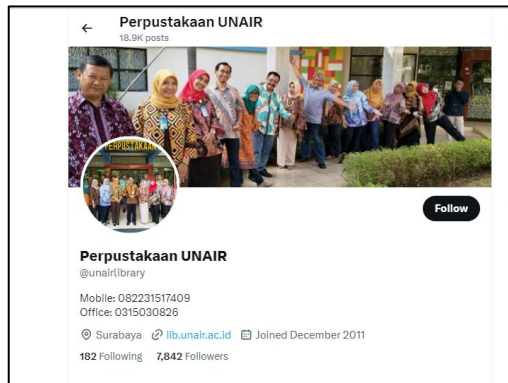 Perpustakaan UNAIR
18.9K posts
PERPUSTAKAAN
Follow
Perpustakaan UNAIR
@unairlibrary
Mobile: 082231517409
Office: 0315030826
Surabaya lib.unair.ac.id Joined December 2011
182 Following 7,842 Followers